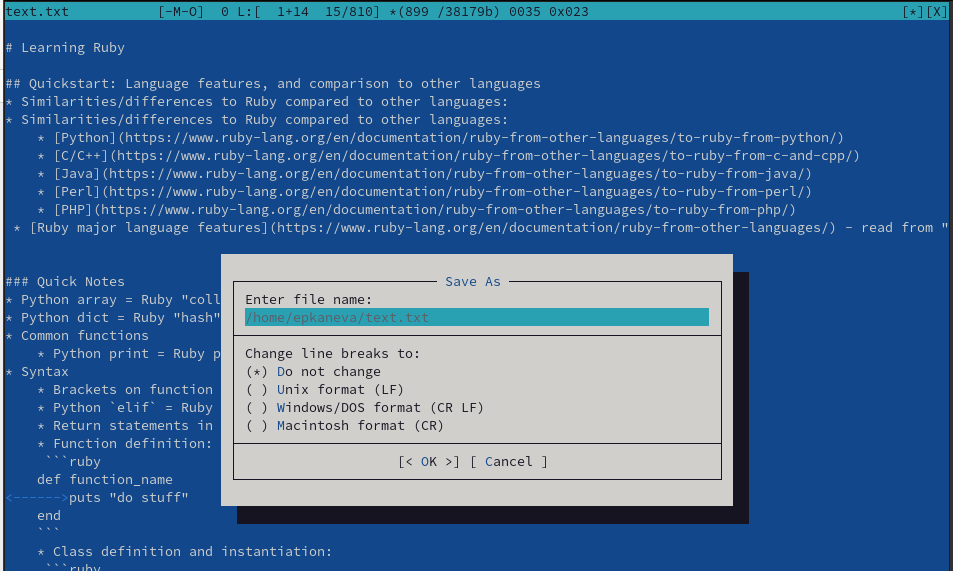 text.txt [-M-O] 0 L:[ 1+14 15/810] *(899 /38179b) 0035 0x023 [*][X]
# Learning Ruby
## Quickstart: Language features, and comparison to other languages
* Similarities/differences to Ruby compared to other languages:
* Similarities/differences to Ruby compared to other languages:
* [Python](https://www.ruby-lang.org/en/documentation/ruby-from-other-languages/to-ruby-from-python/)
* [C/C++](https://www.ruby-lang.org/en/documentation/ruby-from-other-languages/to-ruby-from-c-and-cpp/)
* [Java](https://www.ruby-lang.org/en/documentation/ruby-from-other-languages/to-ruby-from-java/)
* [Perl](https://www.ruby-lang.org/en/documentation/ruby-from-other-languages/to-ruby-from-perl/)
* [PHP](https://www.ruby-lang.org/en/documentation/ruby-from-other-languages/to-ruby-from-php/)
* [Ruby major language features](https://www.ruby-lang.org/en/documentation/ruby-from-other-languages/) - read from "
### Quick Notes
* Python array = Ruby "coll
* Python dict = Ruby "hash"
* Common functions
* Python print = Ruby p
* Syntax
* Brackets on function
* Python `elif` = Ruby
* Return statements in
* Function definition:
```ruby
def function_name
<------>puts "do stuff"
end
```
* Class definition and instantiation:
```ruby
Save As
Enter file name:
/home/epkaneva/text.txt
Change line breaks to:
(*) Do not change
( ) Unix format (LF)
( ) Windows/DOS format (CR LF)
( ) Macintosh format (CR)
[< OK >] [ Cancel ]